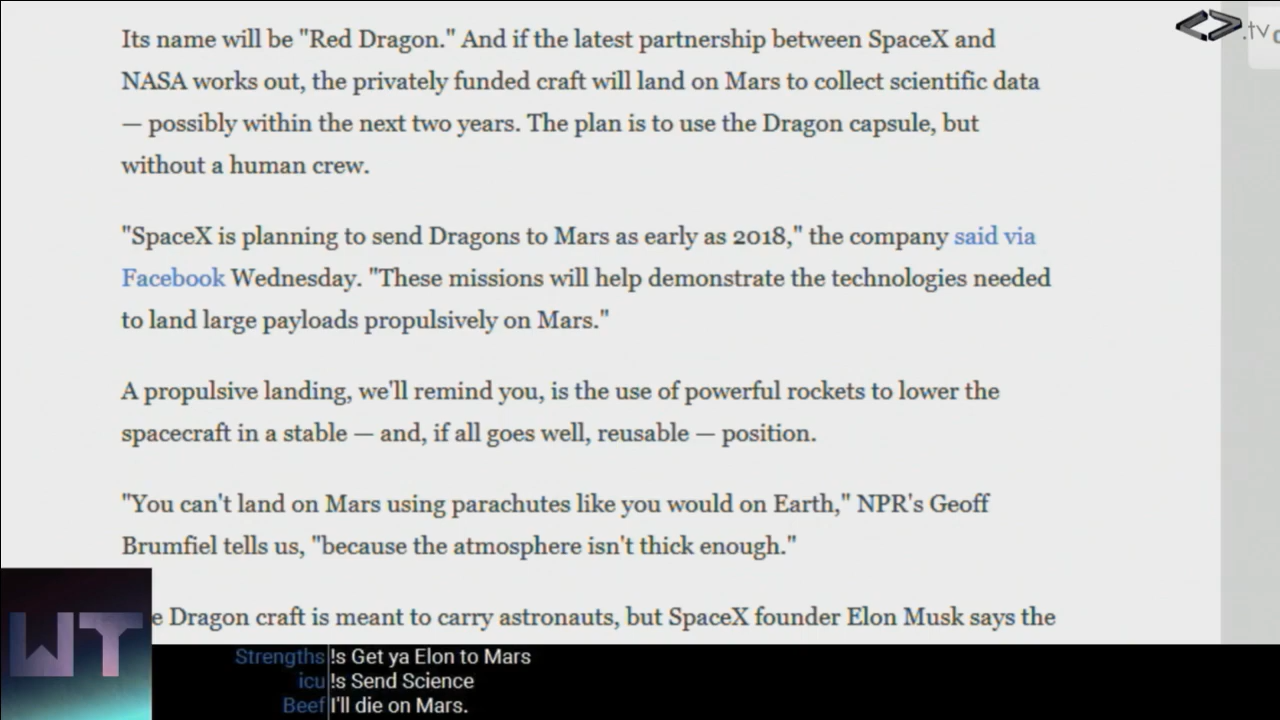 Its name will be "Red Dragon." And if the latest partnership between SpaceX and
NASA works out, the privately funded craft will land on Mars to collect scientific data
— possibly within the next two years. The plan is to use the Dragon capsule, but
without a human crew.
"SpaceX is planning to send Dragons to Mars as early as 2018," the company said via
Facebook Wednesday. "These missions will help demonstrate the technologies needed
to land large payloads propulsively on Mars."
A propulsive landing, we'll remind you, is the use of powerful rockets to lower the
spacecraft in a stable — and, if all goes well, reusable — position.
"You can't land on Mars using parachutes like you would on Earth," NPR's Geoff
Brumfiel tells us, "because the atmosphere isn't thick enough."
e Dragon craft is meant to carry astronauts, but SpaceX founder Elon Musk says the
.tv
WT
Strengths !s Get ya Elon to Mars
icu !s Send Science
Beef I'll die on Mars.